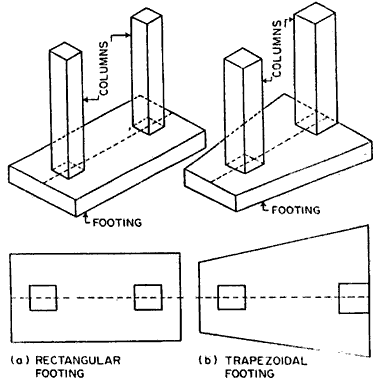 COLUMNS
COLUMNS
FOOTING
FOOTING
(a) RECTANGULAR
FOOTING
(b) TRAPEZOIDAL
FOOTING